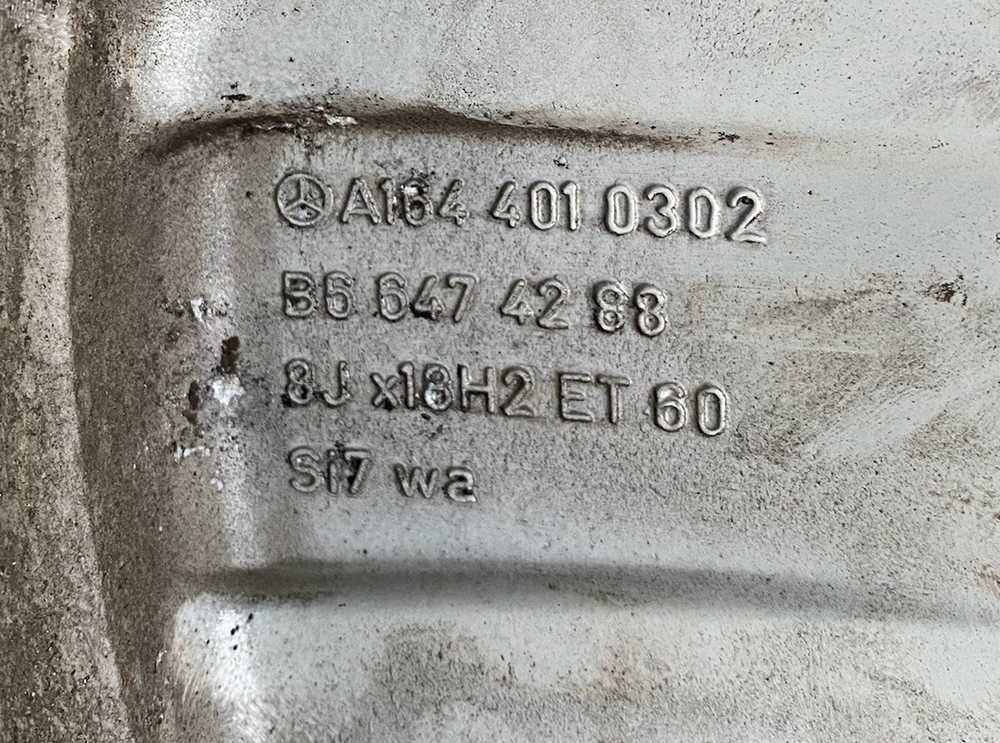 A164 401 0302
B6 647 42 88
8J x18H2 ET 60
Si7 wa